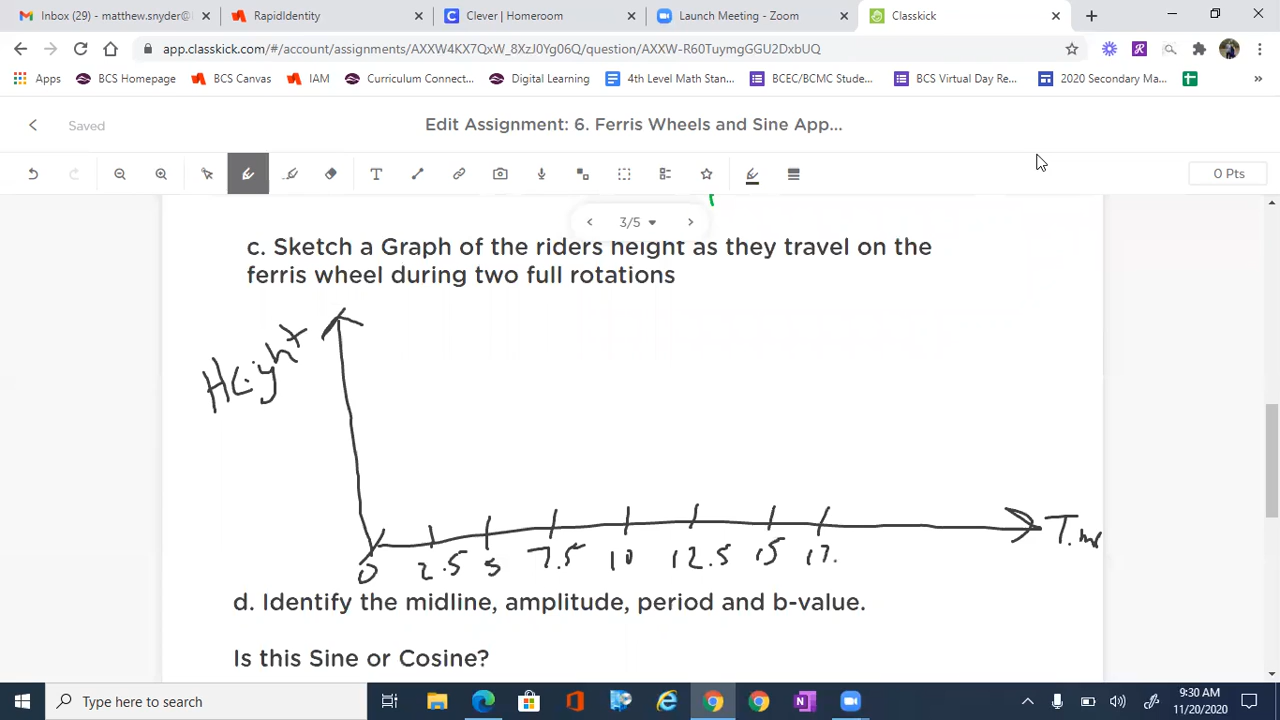 Inbox (29) - matthew.snyder
RapidIdentity
Clever | Homeroom
Launch Meeting - Zoom
Classkick
app.classkick.com/#/account/assignments/AXXW4KX7QxW_8XzJ0Yg06Q/question/AXXW-R60TuymgGGU2DxbUQ
Apps
BCS Homepage
BCS Canvas
IAM
Curriculum Connect...
Digital Learning
4th Level Math Stan...
BCEC/BCMC Stude...
BCS Virtual Day Re...
2020 Secondary Ma...
Saved
Edit Assignment: 6. Ferris Wheels and Sine App...
0 Pts
3/5
c. Sketch a Graph of the riders height as they travel on the
ferris wheel during two full rotations
Height
0 2.5 5 7.5 10 12.5 15 17.
d. Identify the midline, amplitude, period and b-value.
Is this Sine or Cosine?
Type here to search
9:30 AM
11/20/2020